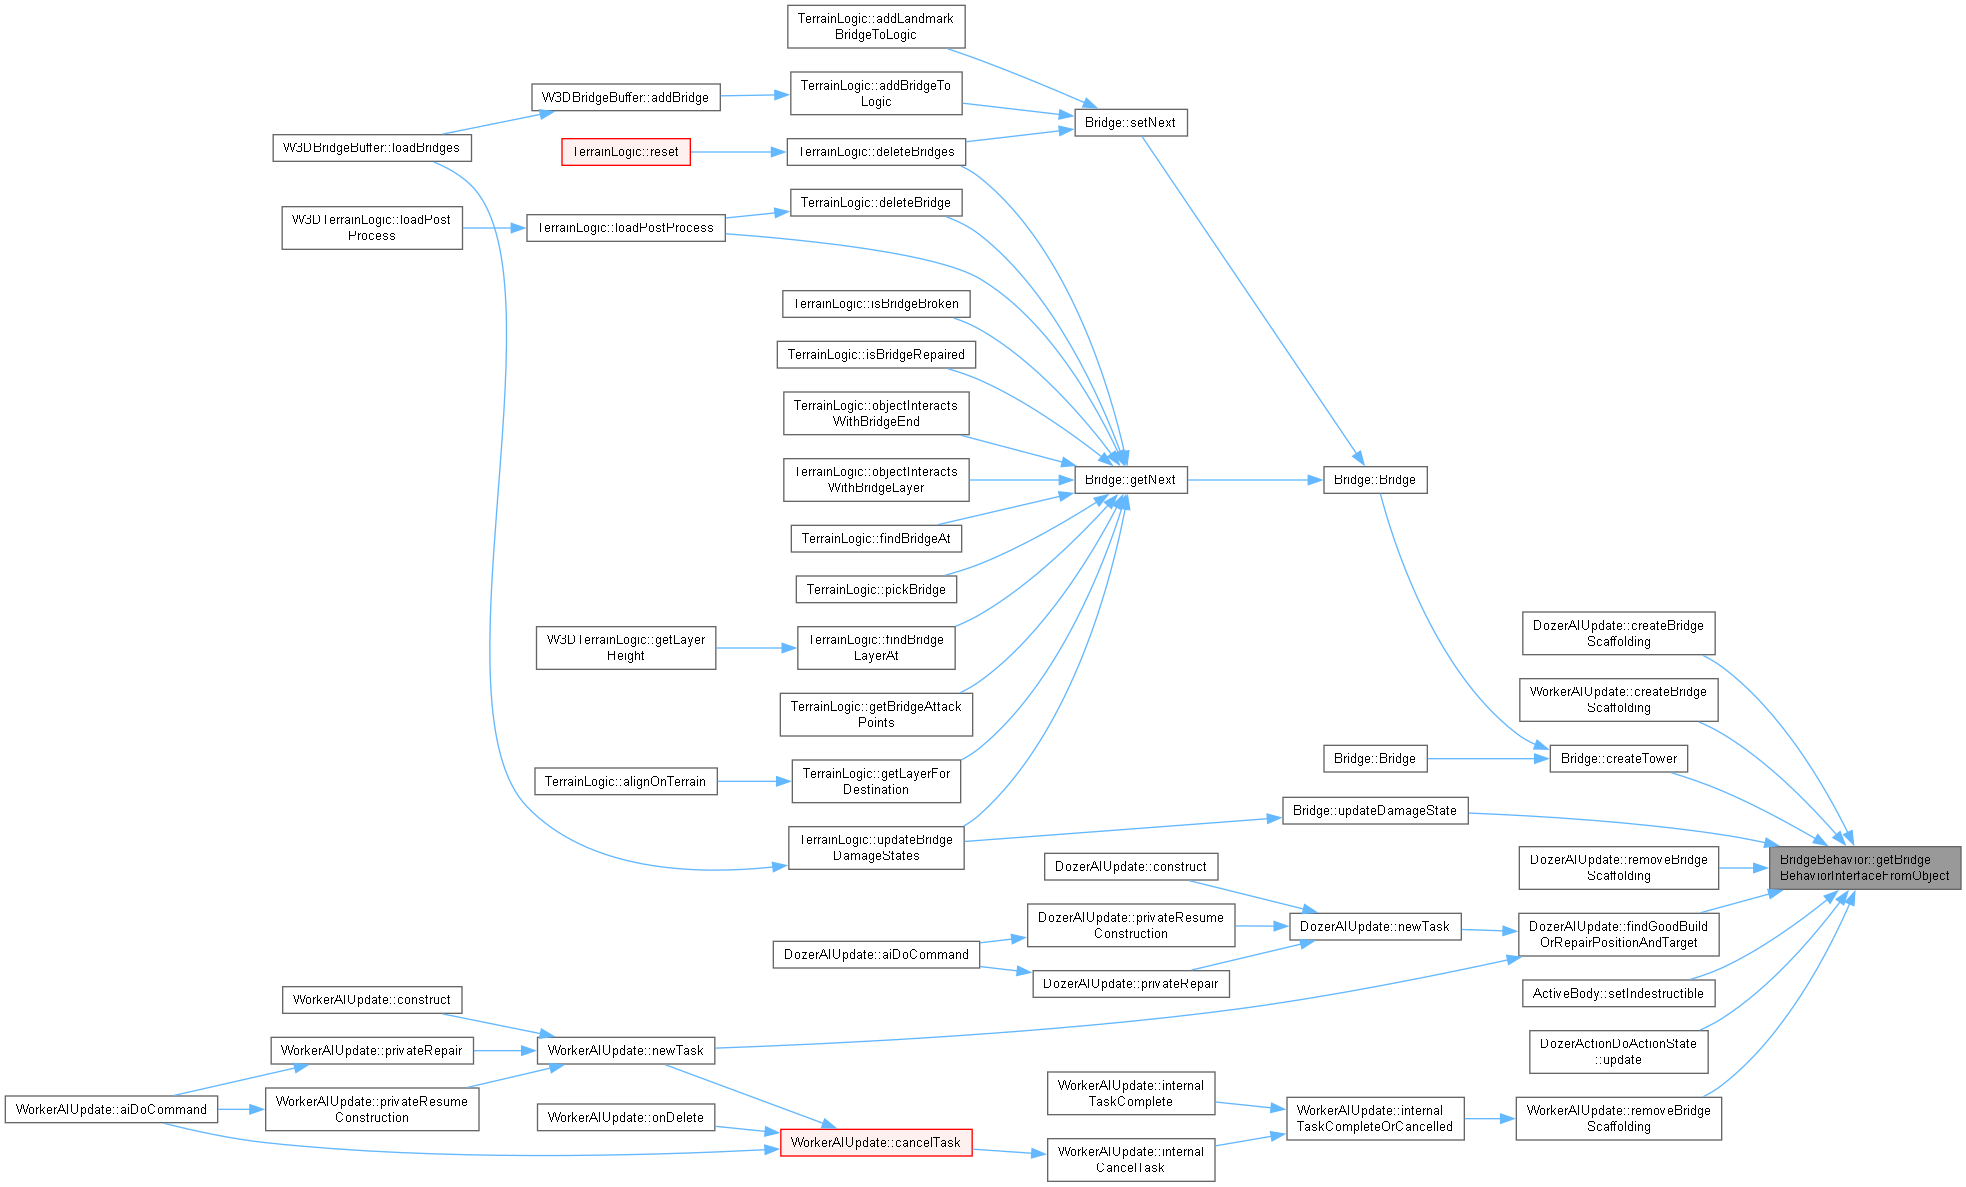 TerrainLogic::addLandmark
BridgeToLogic
W3DBridgeBuffer::addBridge
TerrainLogic::addBridgeTo
Logic
Bridge::setNext
W3DBridgeBuffer::loadBridges
TerrainLogic::reset
TerrainLogic::deleteBridges
TerrainLogic::deleteBridge
W3DTerrainLogic::loadPost
Process
TerrainLogic::loadPostProcess
TerrainLogic::isBridgeBroken
TerrainLogic::isBridgeRepaired
TerrainLogic::objectInteracts
WithBridgeEnd
TerrainLogic::objectInteracts
WithBridgeLayer
Bridge::getNext
Bridge::Bridge
TerrainLogic::findBridgeAt
TerrainLogic::pickBridge
W3DTerrainLogic::getLayer
Height
TerrainLogic::findBridge
LayerAt
DozerAIUpdate::createBridge
Scaffolding
TerrainLogic::getBridgeAttack
Points
WorkerAIUpdate::createBridge
Scaffolding
TerrainLogic::alignOnTerrain
TerrainLogic::getLayerFor
Destination
Bridge::Bridge
Bridge::createTower
Bridge::updateDamageState
TerrainLogic::updateBridge
DamageStates
DozerAIUpdate::construct
DozerAIUpdate::removeBridge
Scaffolding
BridgeBehavior::getBridge
BehaviorInterfaceFromObject
DozerAIUpdate::privateResume
Construction
DozerAIUpdate::newTask
DozerAIUpdate::findGoodBuild
OrRepairPositionAndTarget
DozerAIUpdate::aiDoCommand
DozerAIUpdate::privateRepair
ActiveBody::setIndestructible
WorkerAIUpdate::construct
WorkerAIUpdate::privateRepair
WorkerAIUpdate::newTask
DozerActionDoActionState
::update
WorkerAIUpdate::aiDoCommand
WorkerAIUpdate::privateResume
Construction
WorkerAIUpdate::onDelete
WorkerAIUpdate::cancelTask
WorkerAIUpdate::internal
TaskComplete
WorkerAIUpdate::internal
CancelTask
WorkerAIUpdate::internal
TaskCompleteOrCancelled
WorkerAIUpdate::removeBridge
Scaffolding